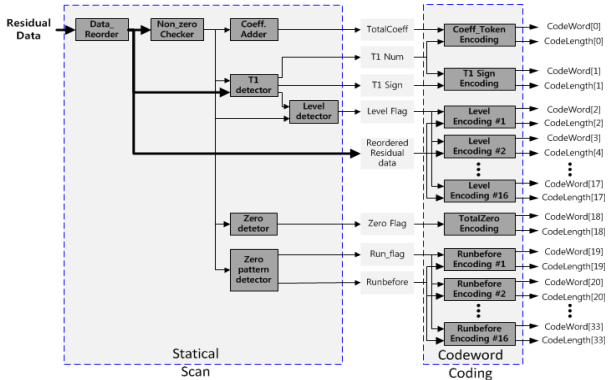 Residual Data
Data_ Reorder
Non_zero Checker
Coeff. Adder
T1 detector
Level detector
Zero detetor
Zero pattern detector
Statical
Scan
TotalCoeff
T1 Num
T1 Sign
Level Flag
Reordered Residual data
Zero Flag
Run_flag
Runbefore
Coeff_Token Encoding
T1 Sign Encoding
Level Encoding #1
Level Encoding #2
Level Encoding #16
TotalZero Encoding
Runbefore Encoding #1
Runbefore Encoding #2
Runbefore Encoding #16
Codeword
Coding
CodeWord[0]
CodeLength[0]
CodeWord[1]
CodeLength[1]
CodeWord[2]
CodeLength[2]
CodeWord[3]
CodeLength[4]
CodeWord[17]
CodeLength[17]
CodeWord[18]
CodeLength[18]
CodeWord[19]
CodeLength[19]
CodeWord[20]
CodeLength[20]
CodeWord[33]
CodeLength[33]